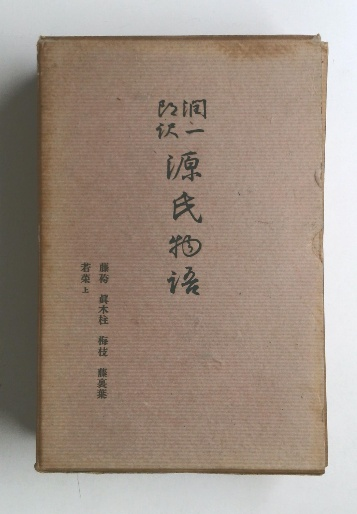 潤一
郎訳
源氏物語
藤袴 眞木柱 梅枝 藤裏葉
若菜上